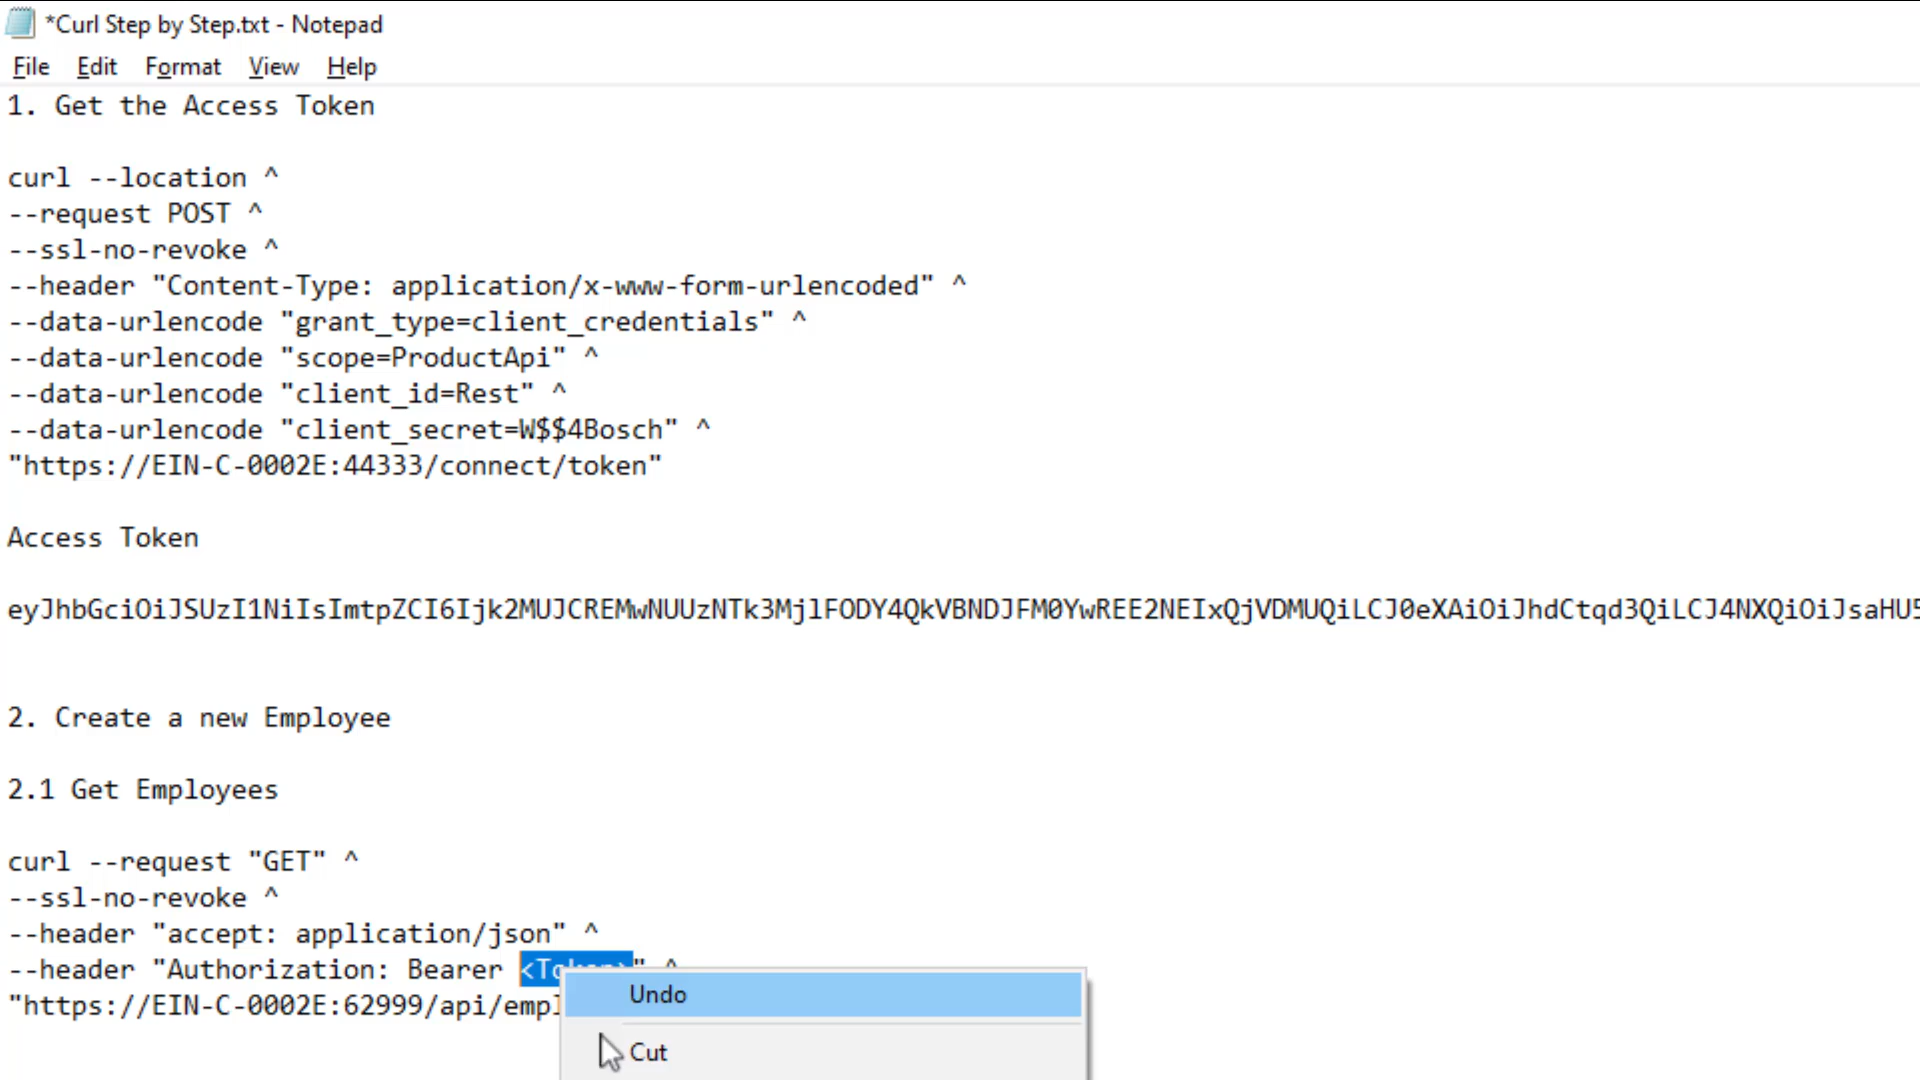 *Curl Step by Step.txt - Notepad
File Edit Format View Help
1. Get the Access Token
curl --location ^
--request POST ^
--ssl-no-revoke ^
--header "Content-Type: application/x-www-form-urlencoded" ^
--data-urlencode "grant_type=client_credentials" ^
--data-urlencode "scope=ProductApi" ^
--data-urlencode "client_id=Rest" ^
--data-urlencode "client_secret=W$$4Bosch" ^
"https://EIN-C-0002E:44333/connect/token"
Access Token
eyJhbGciOiJSUzI1NiIsImtpZCI6Ijk2MUJCREMwNUUzNTk3MjlFODY4QkVBNDJFM0YwREE2NEIxQjVDMUQiLCJ0eXAiOiJhdCtqd3QiLCJ4NXQiOiJsaHU5
2. Create a new Employee
2.1 Get Employees
curl --request "GET" ^
--ssl-no-revoke ^
--header "accept: application/json" ^
--header "Authorization: Bearer <Token>" ^
"https://EIN-C-0002E:62999/api/empl
Undo
Cut